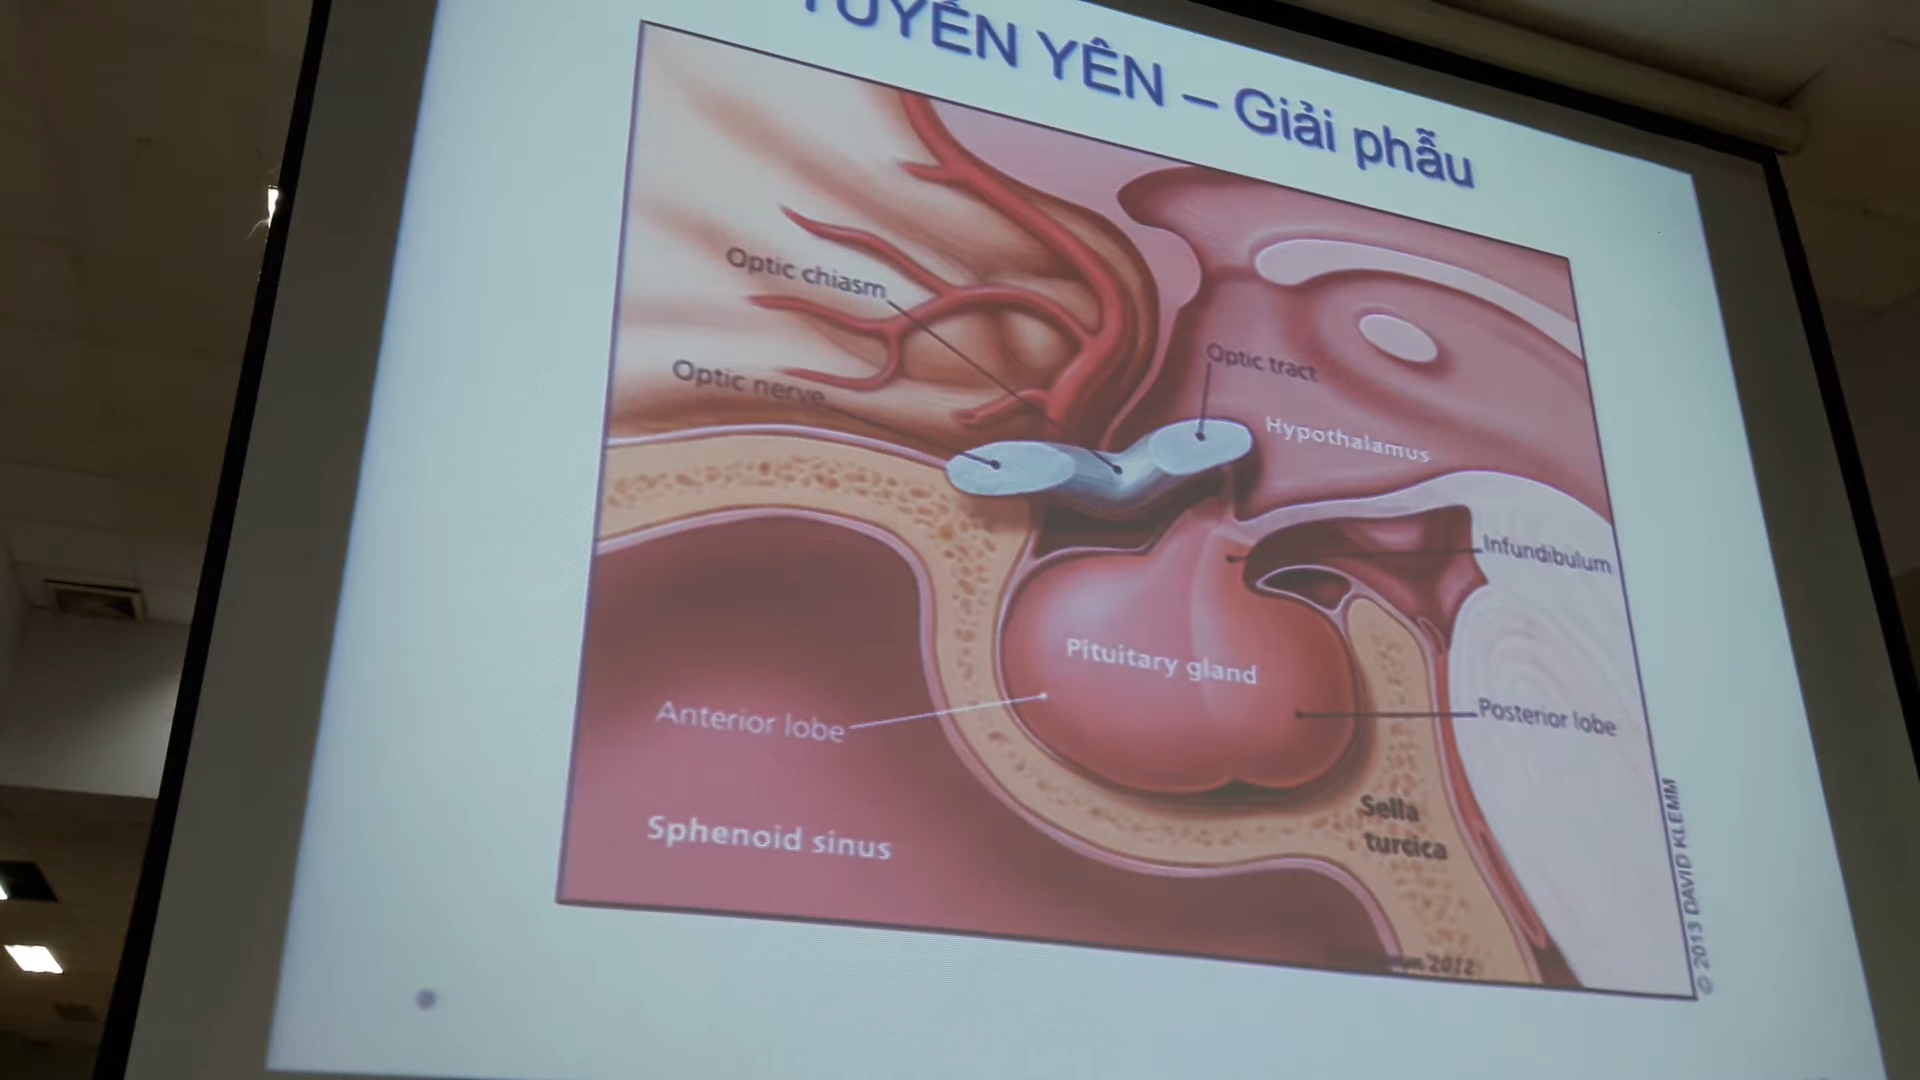 TUYẾN YÊN – Giải phẫu
Optic chiasm
Optic nerve
Optic tract
Hypothalamus
Infundibulum
Pituitary gland
Anterior lobe
Posterior lobe
Sphenoid sinus
Sella
turcica
2012
© 2013 DAVID KLEMM